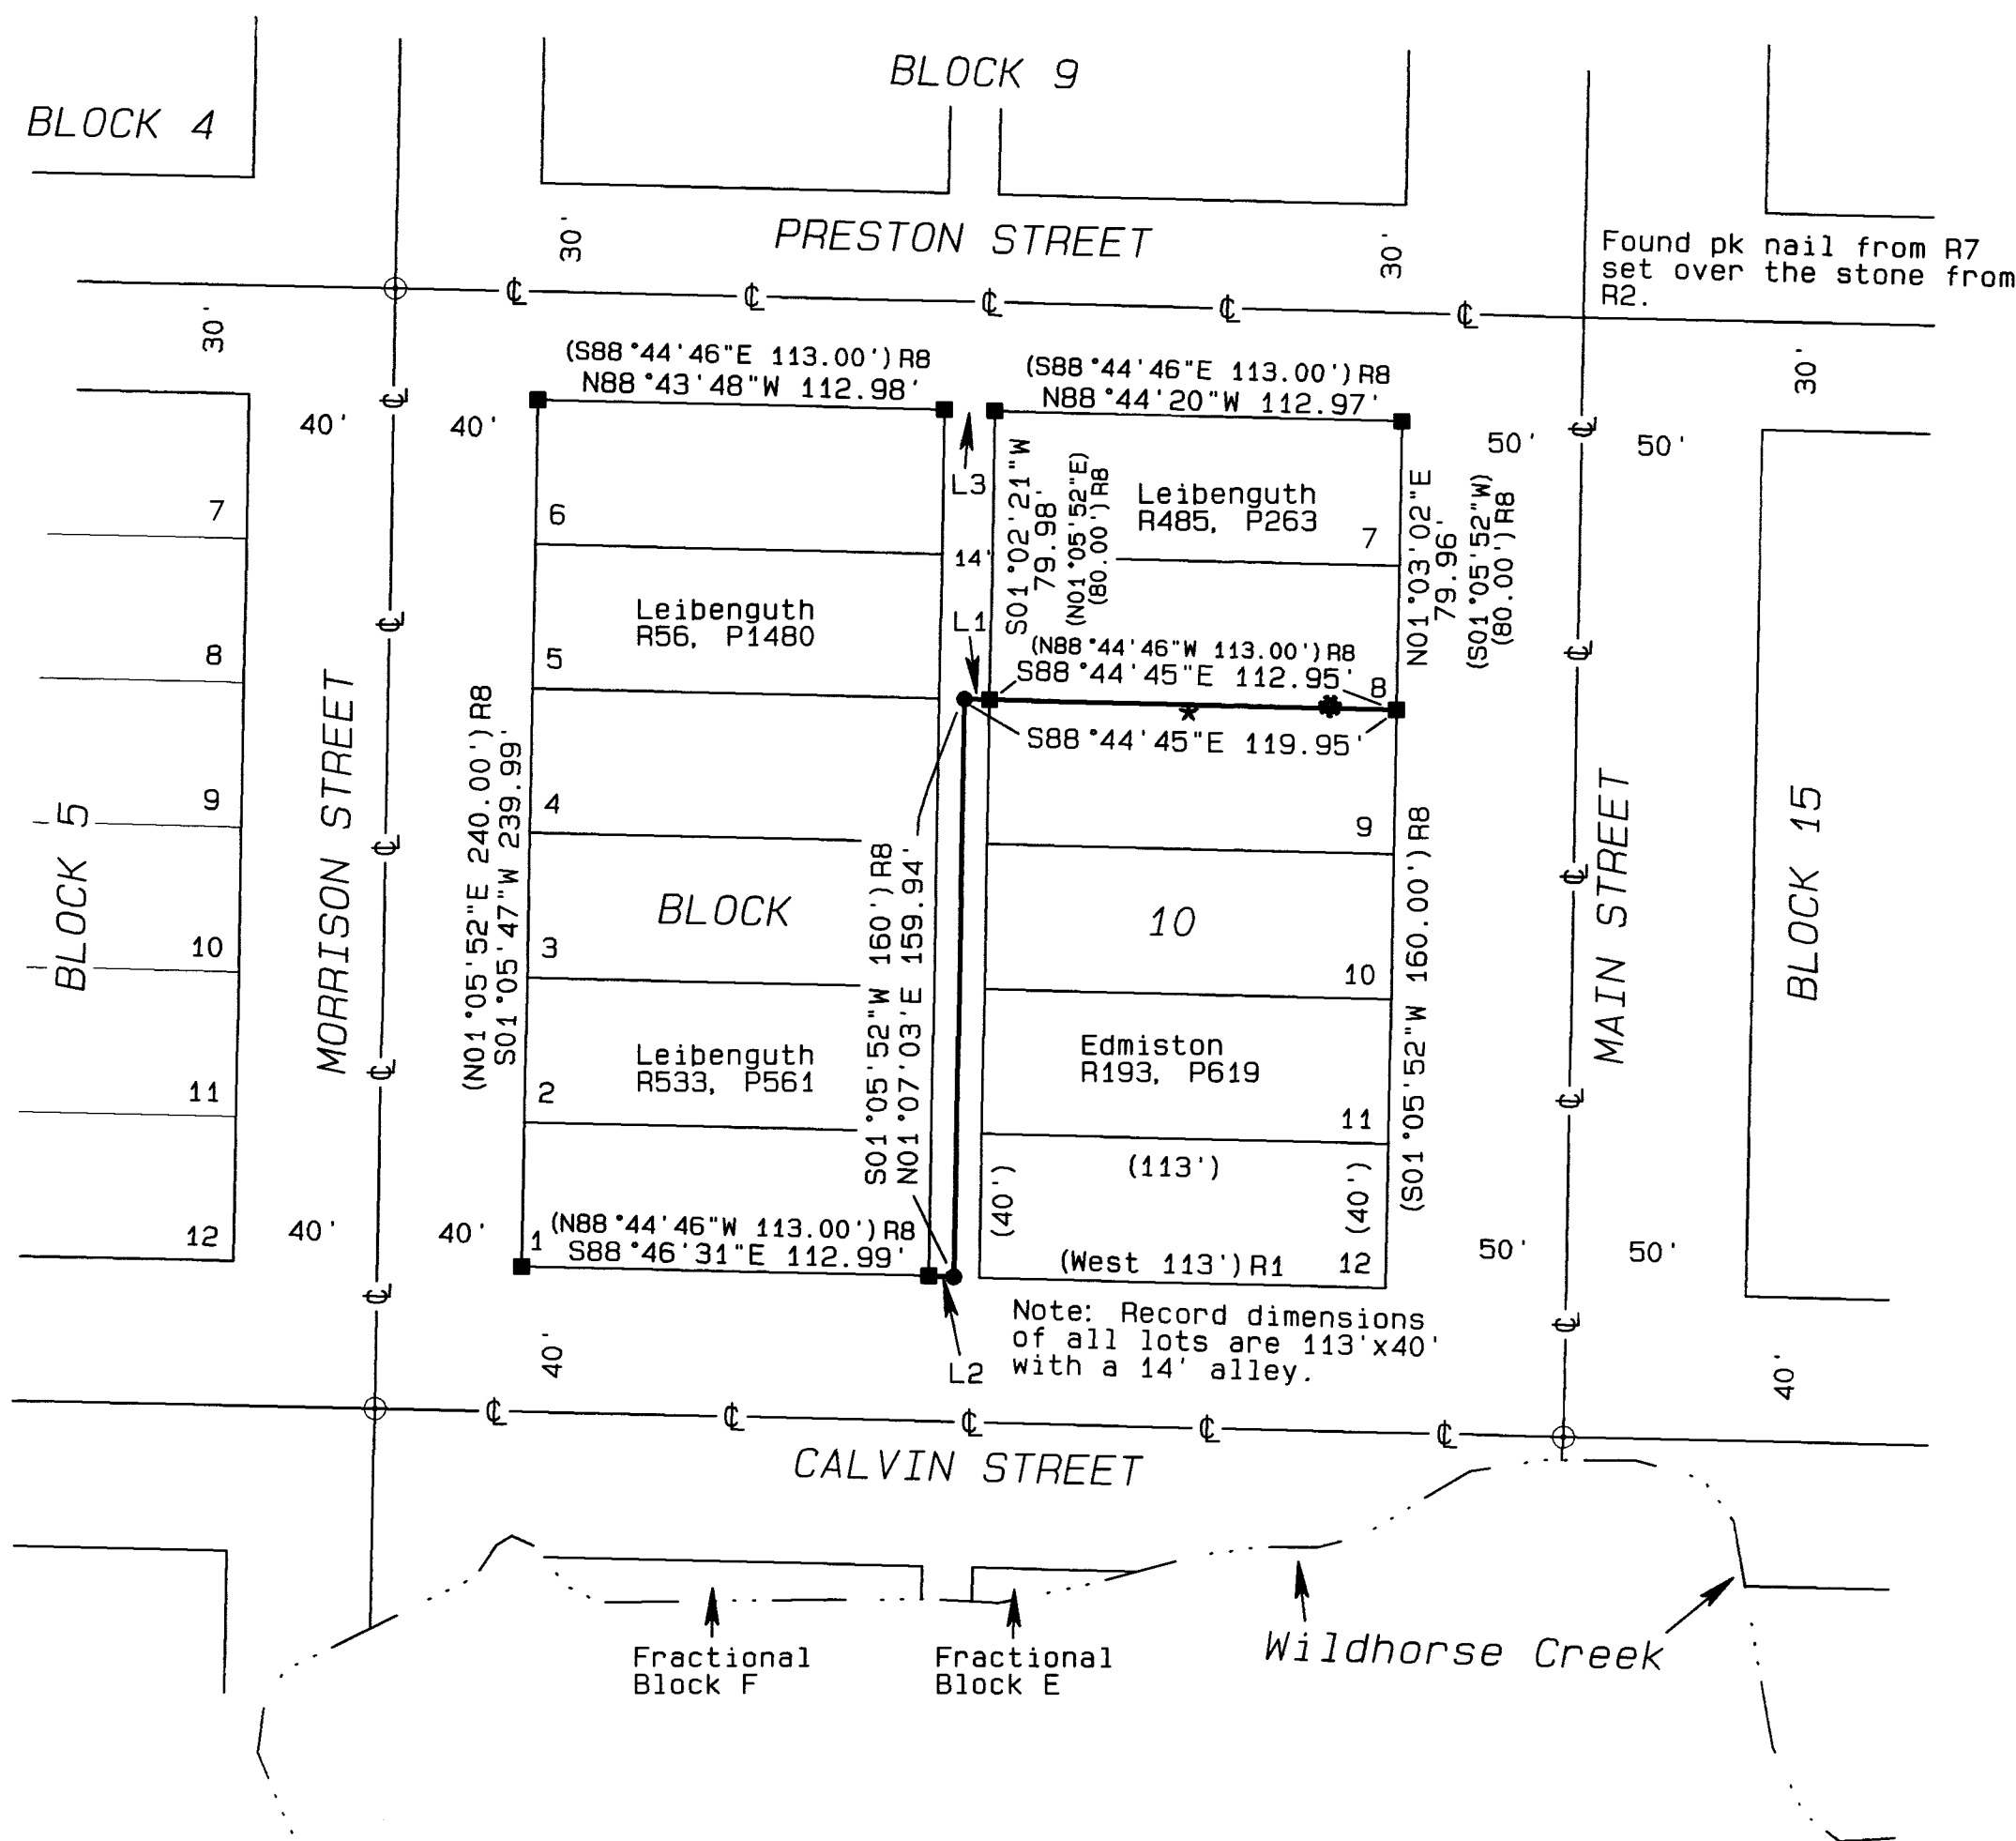 BLOCK 9
BLOCK 4
PRESTON STREET
30'
30'
Found pk nail from R7
set over the stone from
R2.
30'
30'
(S88°44'46"E 113.00')R8
N88°43'48"W 112.98'
(S88°44'46"E 113.00')R8
N88°44'20"W 112.97'
40'
40'
50'
50'
L3
S01°02'21"W
79.98'
(N01°05'52"E)
(80.00')R8
Leibenguth
R485, P263
N01°03'02"E
79.96'
(S01°05'52"W)
(80.00')R8
7
6
7
14'
Leibenguth
R56, P1480
L1
(N88°44'46"W 113.00')R8
S88°44'45"E 112.95'
8
5
8
S88°44'45"E 119.95'
MORRISON STREET
(N01°05'52"E 240.00')R8
S01°05'47"W 239.99'
9
4
9
BLOCK 5
BLOCK
10
S01°05'52"W 160')R8
N01°07'03'E 159.94'
(S01°05'52"W 160.00')R8
MAIN STREET
BLOCK 15
10
3
10
Leibenguth
R533, P561
Edmiston
R193, P619
11
2
11
(113')
(40')
(40')
12
40'
40'
1
(N88°44'46"W 113.00')R8
S88°46'31"E 112.99'
(West 113')R1
12
50'
50'
Note: Record dimensions
of all lots are 113'x40'
with a 14' alley.
L2
40'
40'
CALVIN STREET
Fractional
Block F
Fractional
Block E
Wildhorse Creek